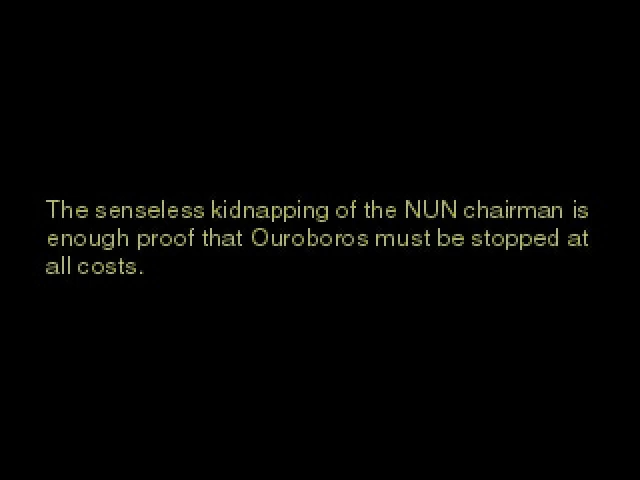 The senseless kidnapping of the NUN chairman is
enough proof that Ouroboros must be stopped at
all costs.